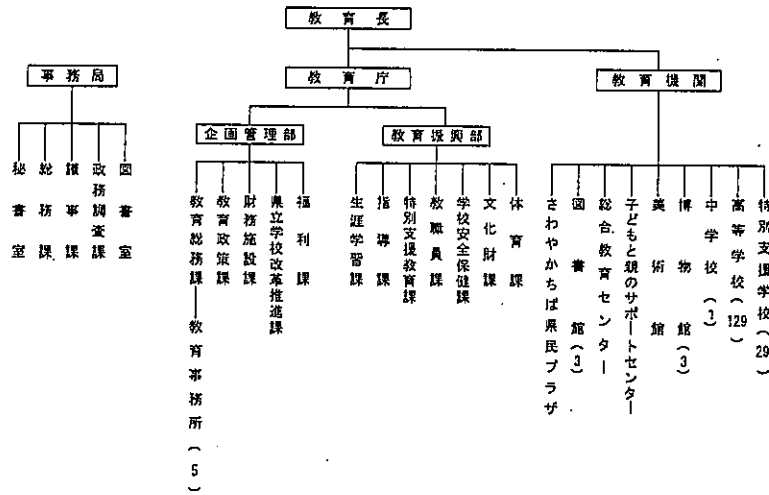 教育長
事務局
教育庁
教育機関
企画管理部
教育振興部
秘書室
総務課
議事課
政務調査課
図書室
教育総務課
教育事務所(5)
教育政策課
財務施設課
県立学校改革推進課
福利課
生涯学習課
指導課
特別支援教育課
教職員課
学校安全保健課
文化財課
体育課
さわやかちば県民プラザ
図書館(3)
総合教育センター
子どもと親のサポートセンター
美術館
博物館(3)
中学校(1)
高等学校(129)
特別支援学校(29)